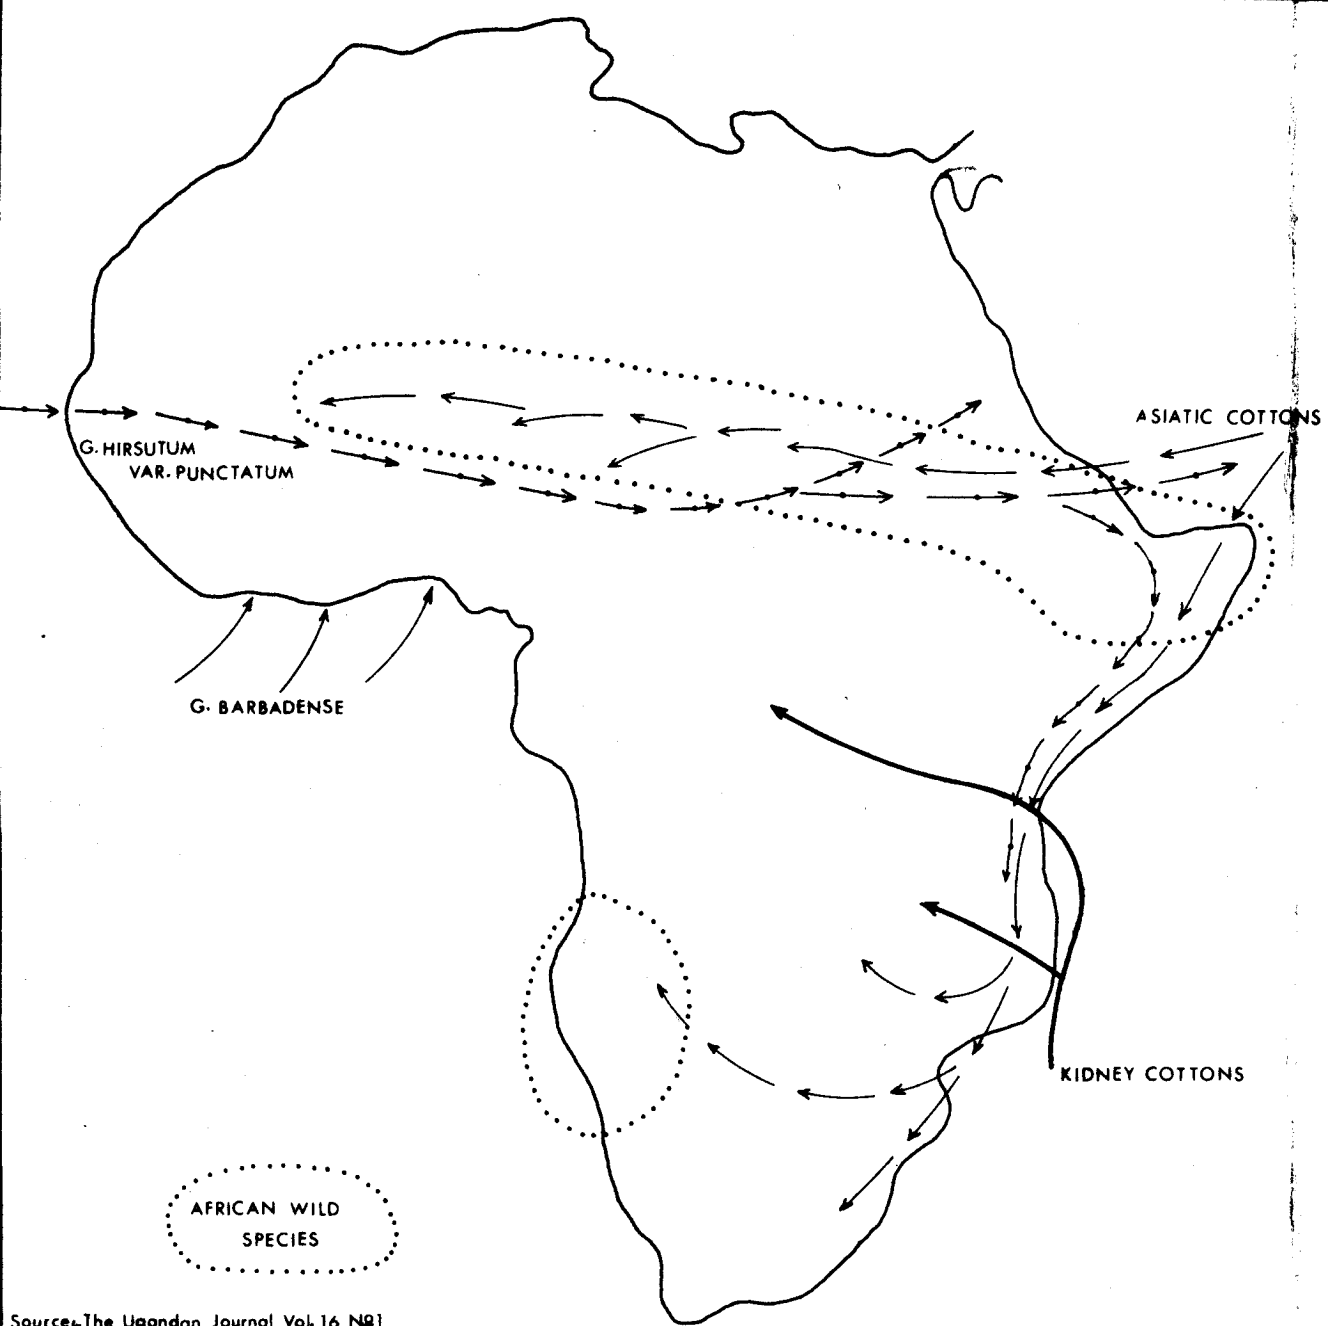 ASIATIC COTTONS
G. HIRSUTUM
VAR. PUNCTATUM
G. BARBADENSE
KIDNEY COTTONS
AFRICAN WILD
SPECIES
Source:-The Ugandan Journal Vol. 16 No1